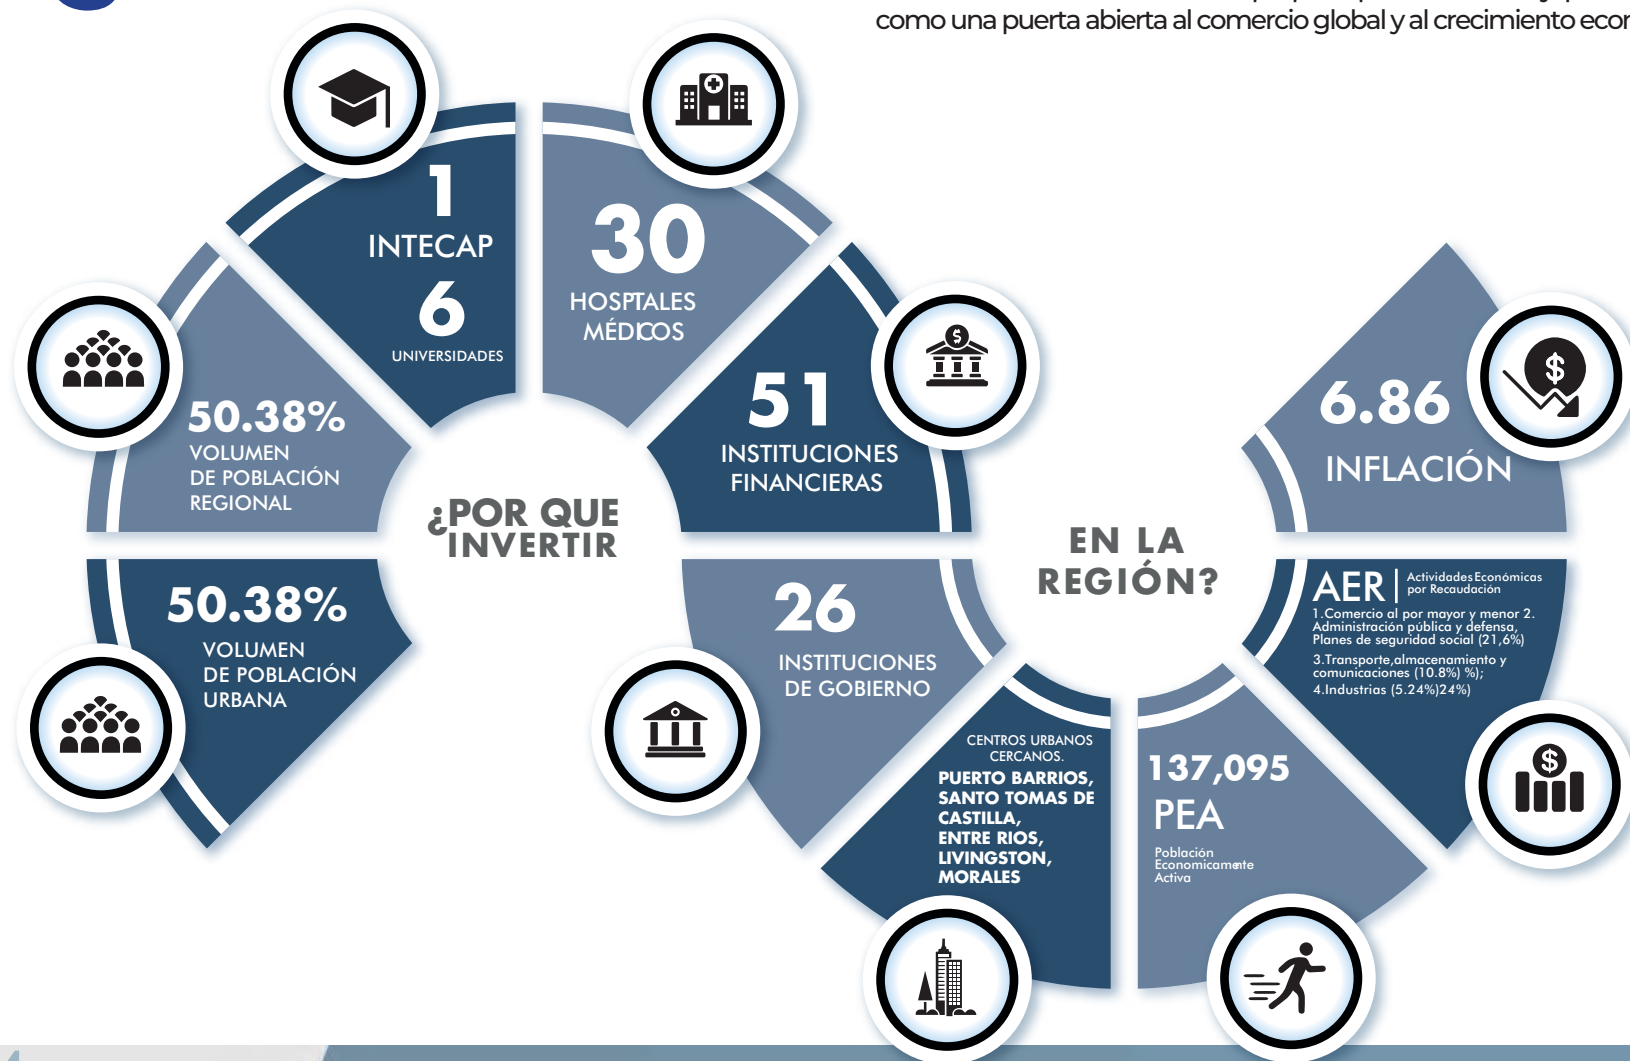 como una puerta abierta al comercio global y al crecimiento
1
INTECAP
6
UNIVERSIDADES
30
HOSPTALES
MÉDICOS
50.38%
VOLUMEN
DE POBLACIÓN
REGIONAL
51
INSTITUCIONES
FINANCIERAS
6.86
INFLACIÓN
¿POR QUE
INVERTIR
EN LA
REGIÓN?
50.38%
VOLUMEN
DE POBLACIÓN
URBANA
26
INSTITUCIONES
DE GOBIERNO
AER
Actividades Económicas
por Recaudación
1.Comercio al por mayor y menor 2.
Administración pública y defensa,
Planes de seguridad social (21,6%)
3.Transporte,almacenamiento y
comunicaciones (10.8%) %);
4.Industrias (5.24%)24%)
CENTROS URBANOS
CERCANOS.
PUERTO BARRIOS,
SANTO TOMAS DE
CASTILLA,
ENTRE RIOS,
LIVINGSTON,
MORALES
137,095
PEA
Población
Economicamente
Activa